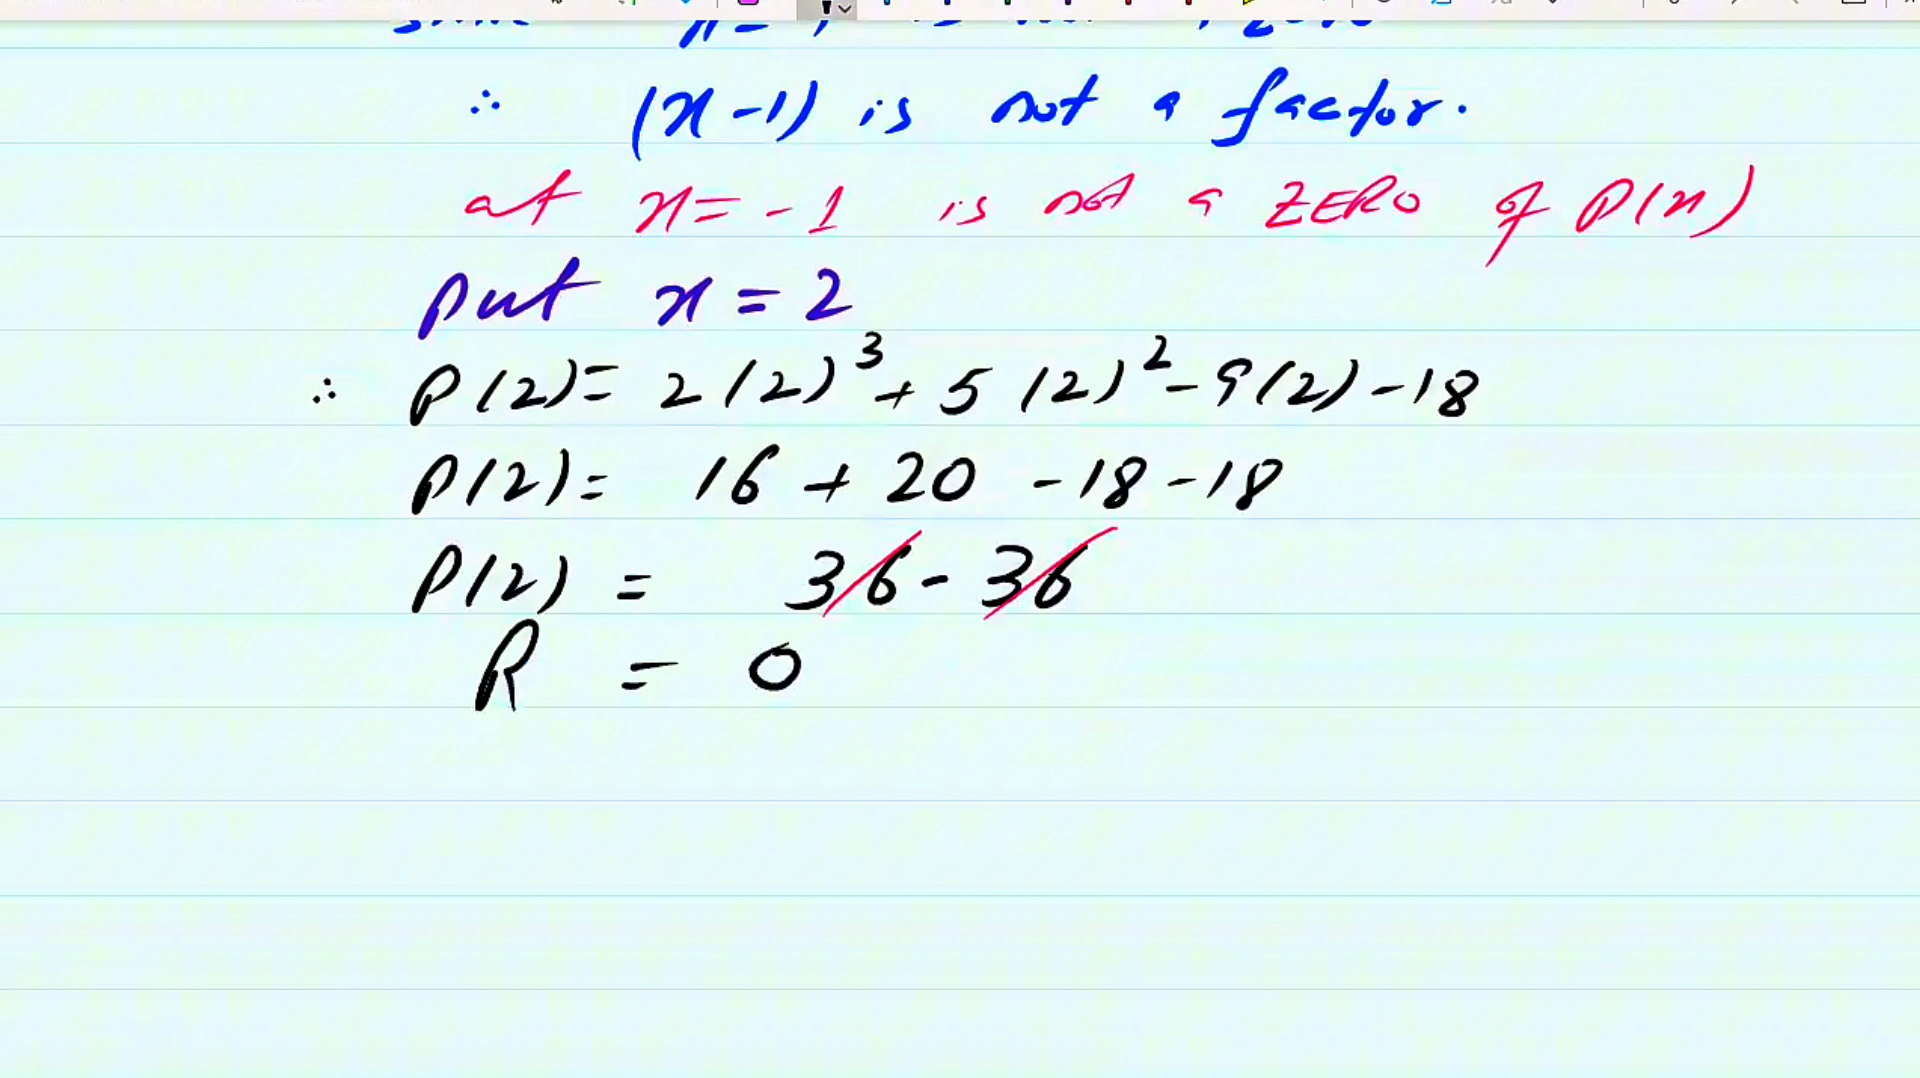 ∴ (x-1) is not a factor.
at x = -1 is not a ZERO of P(x)
put x = 2
∴ P(2) = 2(2)³ + 5(2)² - 9(2) - 18
P(2) = 16 + 20 - 18 - 18
P(2) = 36 - 36
R = 0